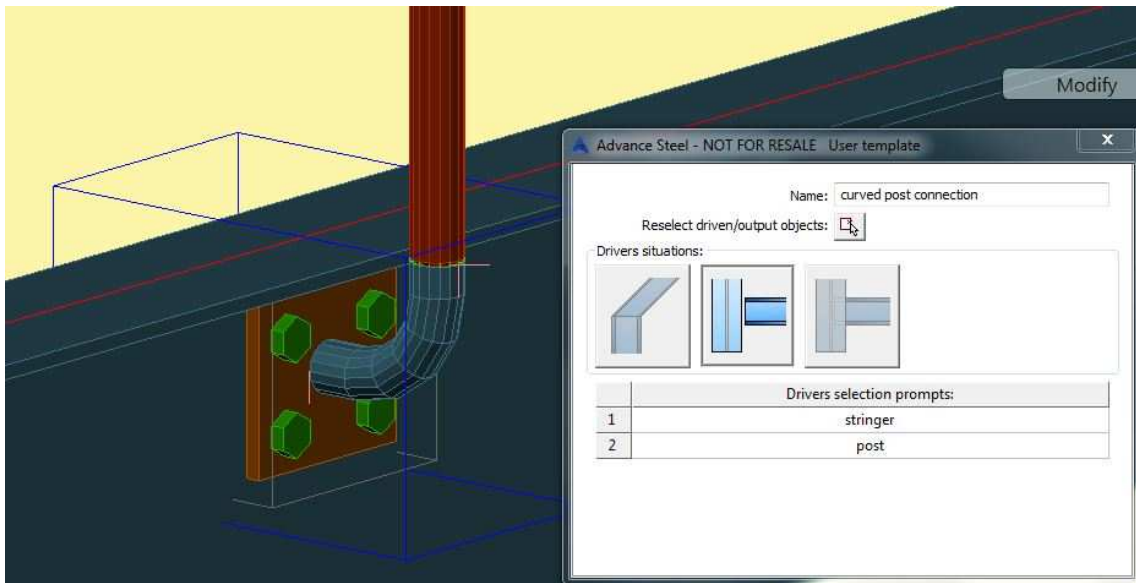 Modify
Advance Steel - NOT FOR RESALE User template
x
Name: curved post connection
Reselect driven/output objects:
Drivers situations:
Drivers selection prompts:
1 stringer
2 post